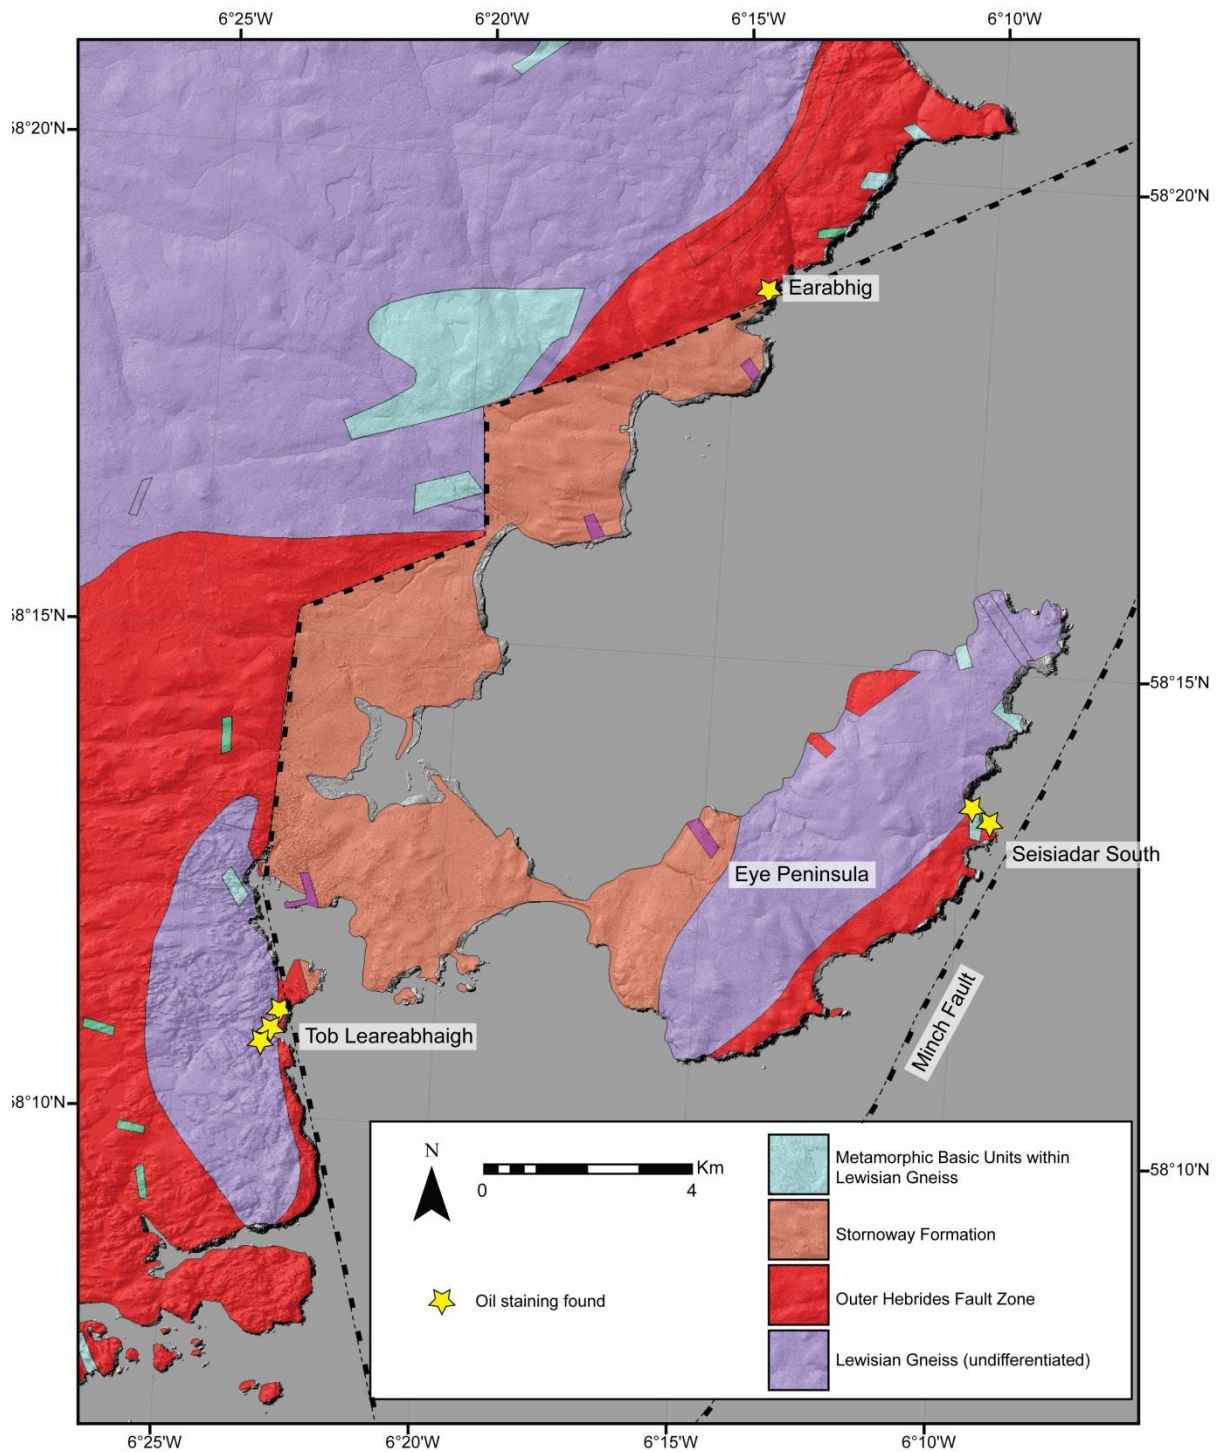 6°25'W 6°20'W 6°15'W 6°10'W
58°20'N
58°20'N
Earabhig
58°15'N
58°15'N
Seisiadar South
Eye Peninsula
Minch Fault
Tob Leareabhaigh
58°10'N
58°10'N
N
Km
0 4
Oil staining found
Metamorphic Basic Units within
Lewisian Gneiss
Stornoway Formation
Outer Hebrides Fault Zone
Lewisian Gneiss (undifferentiated)
6°25'W 6°20'W 6°15'W 6°10'W